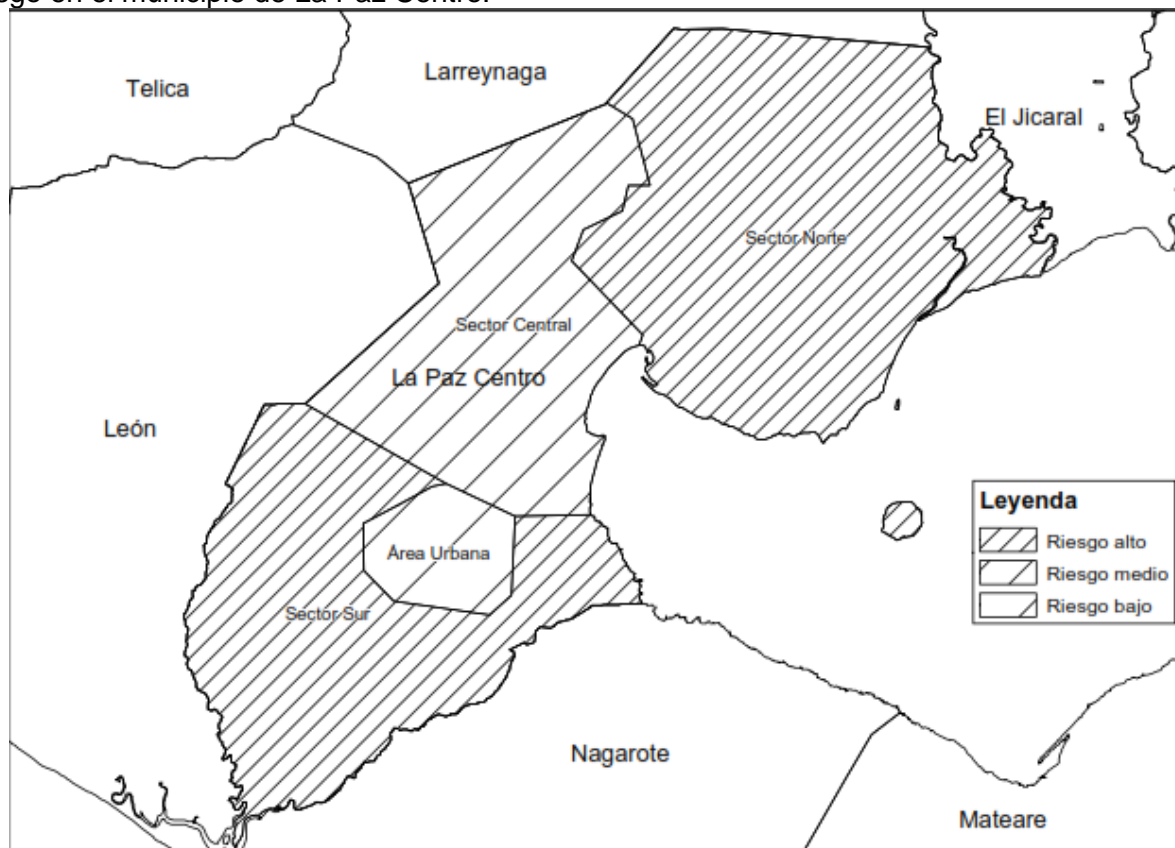 en el municipio de La Paz Centro.
Telica
Larreynaga
El Jicaral
Sector Norte
Sector Central
La Paz Centro
León
Leyenda
Riesgo alto
Riesgo medio
Riesgo bajo
Área Urbana
Sector Sur
Nagarote
Mateare